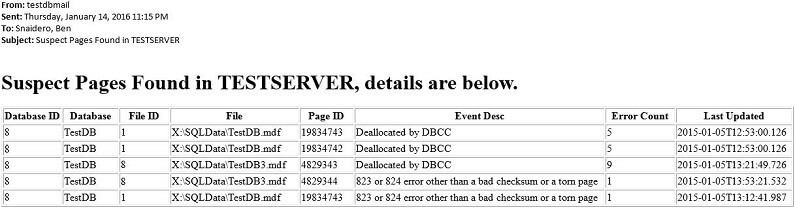 From: testdbmail
Sent: Thursday, January 14, 2016 11:15 PM
To: Snaidero, Ben
Subject: Suspect Pages Found in TESTSERVER
Suspect Pages Found in TESTSERVER, details are below.
Database ID Database File ID File Page ID Event Desc Error Count Last Updated
8 TestDB 1 X:\SQLData\TestDB.mdf 19834743 Deallocated by DBCC 5 2015-01-05T12:53:00.126
8 TestDB 1 X:\SQLData\TestDB.mdf 19834742 Deallocated by DBCC 5 2015-01-05T12:53:00.126
8 TestDB 8 X:\SQLData\TestDB3.mdf 4829343 Deallocated by DBCC 9 2015-01-05T13:21:49.726
8 TestDB 8 X:\SQLData\TestDB3.mdf 4829344 823 or 824 error other than a bad checksum or a torn page 1 2015-01-05T13:53:21.532
8 TestDB 1 X:\SQLData\TestDB.mdf 19834743 823 or 824 error other than a bad checksum or a torn page 1 2015-01-05T13:12:41.987